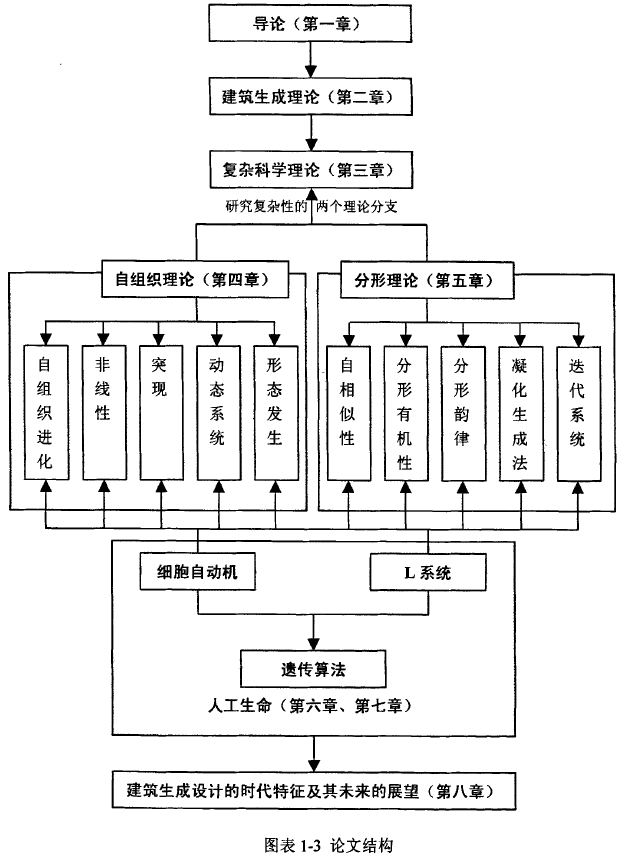 导论（第一章）
建筑生成理论（第二章）
复杂科学理论（第三章）
研究复杂性的 两个理论分支
自组织理论（第四章）
分形理论（第五章）
自组织进化
非线性
突现
动态系统
形态发生
自相似性
分形有机性
分形韵律
凝化生成法
迭代系统
细胞自动机
L 系统
遗传算法
人工生命（第六章、第七章）
建筑生成设计的时代特征及其未来的展望（第八章）
图表 1-3 论文结构